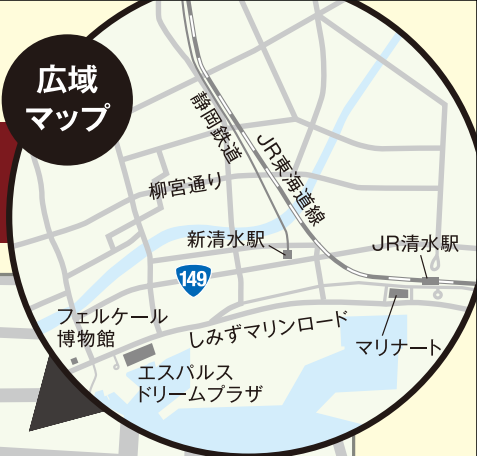 広域
マップ
静岡鉄道
JR東海道線
柳宮通り
新清水駅
JR清水駅
149
フェルケール
博物館
しみずマリンロード
マリナート
エスパルス
ドリームプラザ